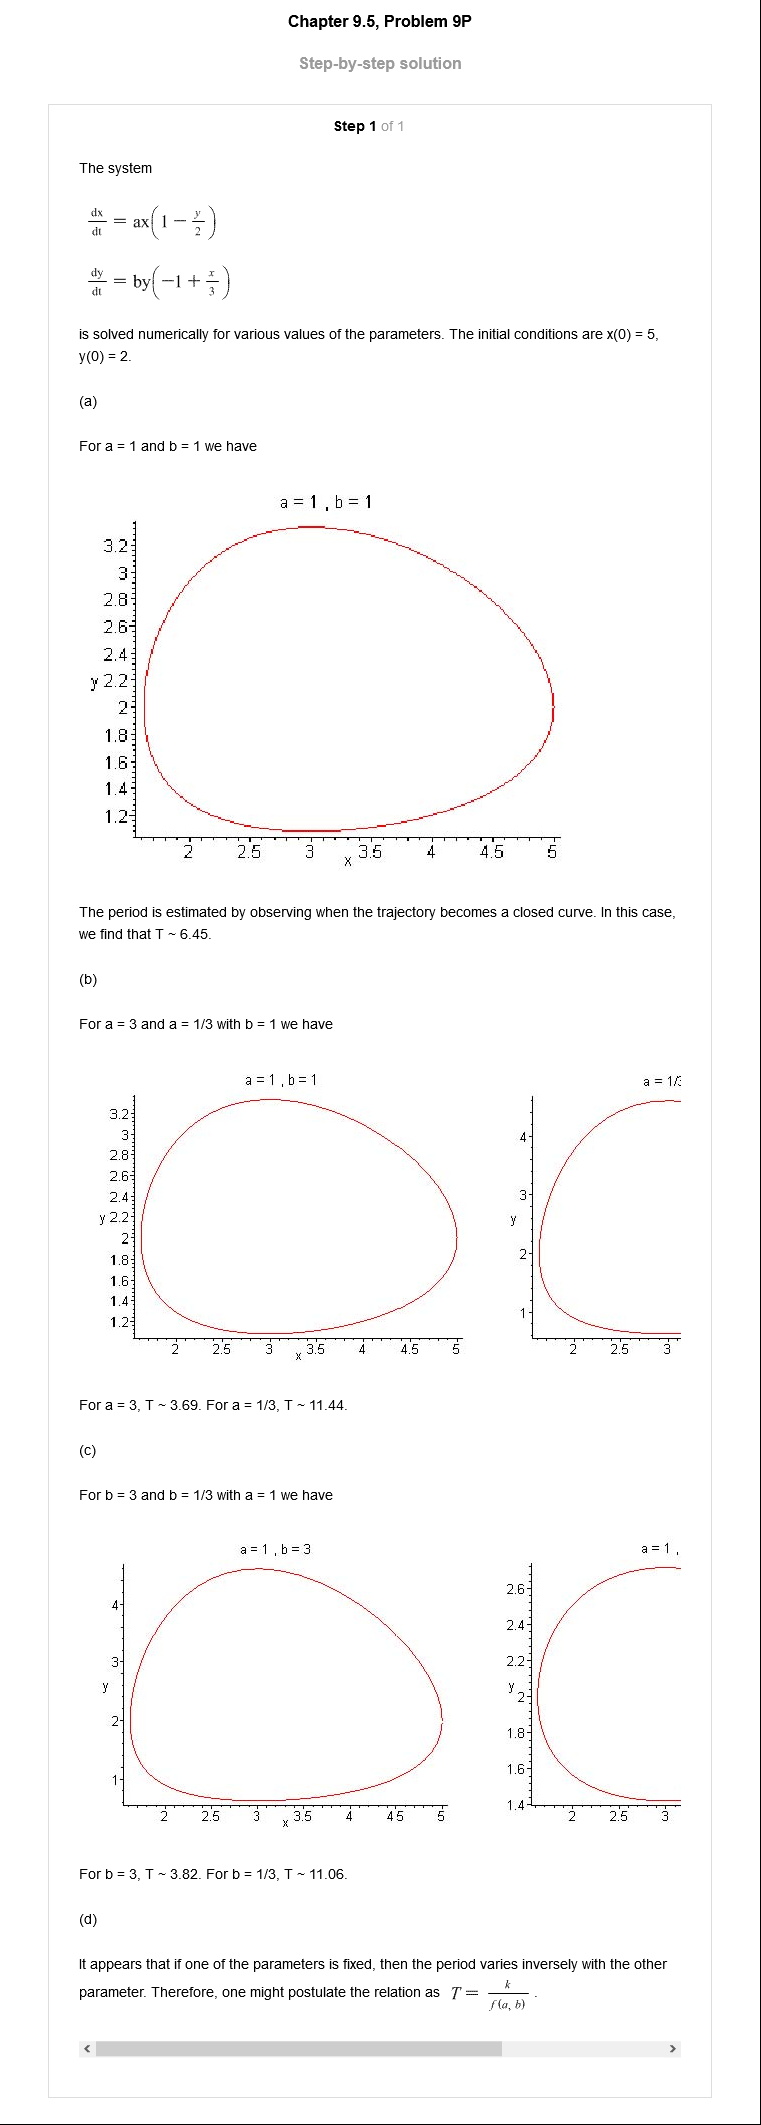 Chapter 9.5, Problem 9P
Step-by-step solution
Step 1 of 1
The system
dx/dt = ax(1 − y/2)
dy/dt = by(−1 + x/3)
is solved numerically for various values of the parameters. The initial conditions are x(0) = 5,
y(0) = 2.
(a)
For a = 1 and b = 1 we have
a = 1 , b = 1
3.2
3
2.8
2.6
2.4
y 2.2
2
1.8
1.6
1.4
1.2
2 2.5 3 3.5 4 4.5 5
x
The period is estimated by observing when the trajectory becomes a closed curve. In this case,
we find that T ~ 6.45.
(b)
For a = 3 and a = 1/3 with b = 1 we have
a = 1 , b = 1
3.2
3
2.8
2.6
2.4
y 2.2
2
1.8
1.6
1.4
1.2
2 2.5 3 3.5 4 4.5 5
x
a = 1/3
4
3
y
2
1
2 2.5 3
For a = 3, T ~ 3.69. For a = 1/3, T ~ 11.44.
(c)
For b = 3 and b = 1/3 with a = 1 we have
a = 1 , b = 3
4
3
y
2
1
2 2.5 3 3.5 4 4.5 5
x
a = 1 ,
2.6
2.4
2.2
y
2
1.8
1.6
1.4
2 2.5 3
For b = 3, T ~ 3.82. For b = 1/3, T ~ 11.06.
(d)
It appears that if one of the parameters is fixed, then the period varies inversely with the other
parameter. Therefore, one might postulate the relation as T = k/f(a, b) .